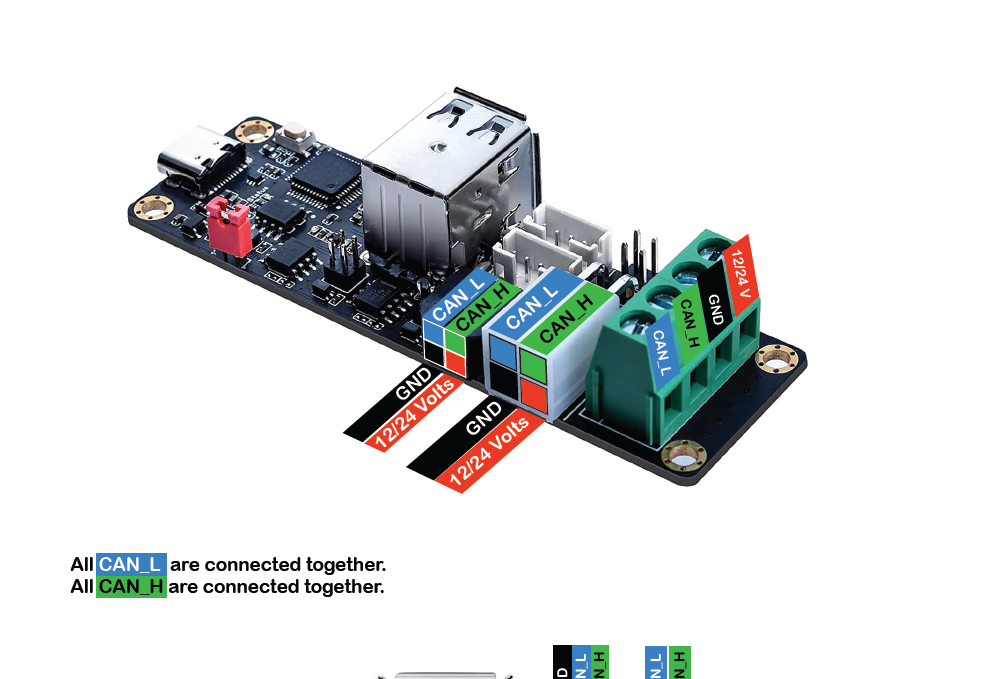 CAN_L
CAN_H
CAN_L
CAN_H
12/24 V
GND
CAN_H
CAN_L
GND
12/24 Volts
GND
12/24 Volts
All CAN_L are connected together.
All CAN_H are connected together.